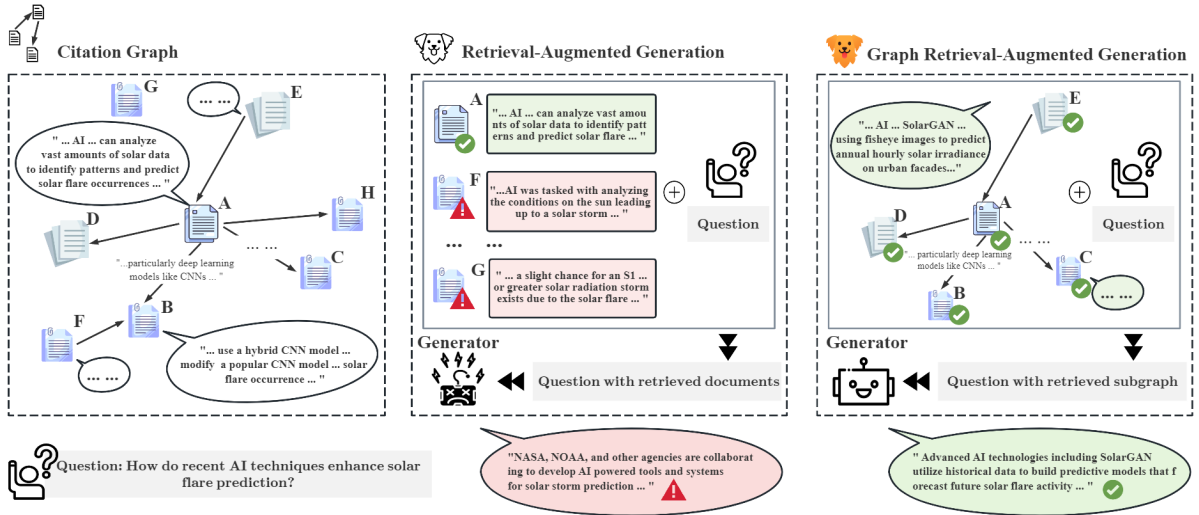 Citation Graph
G
... ...
E
"... AI ... can analyze
vast amounts of solar data
to identify patterns and predict
solar flare occurrences ... "
A
H
D
... ...
C
"...particularly deep learning
models like CNNs ... "
B
F
... ...
"... use a hybrid CNN model ...
modify a popular CNN model ... solar
flare occurrence ... "
Question: How do recent AI techniques enhance solar
flare prediction?
Retrieval-Augmented Generation
A
"... AI ... can analyze vast amou
nts of solar data to identify patt
erns and predict solar flare ... "
F
"...AI was tasked with analyzing
the conditions on the sun leading
up to a solar storm ... "
... ...
G
" ... a slight chance for an S1 ...
or greater solar radiation storm
exists due to the solar flare ... "
Question
Generator
Question with retrieved documents
"NASA, NOAA, and other agencies are collaborat
ing to develop AI powered tools and systems
for solar storm prediction ... "
Graph Retrieval-Augmented Generation
"... AI ... SolarGAN ...
using fisheye images to predict
annual hourly solar irradiance
on urban facades..."
E
D
A
... ...
"...particularly deep learning
models like CNNs ... "
C
B
... ...
Question
Generator
Question with retrieved subgraph
" Advanced AI technologies including SolarGAN
utilize historical data to build predictive models that f
orecast future solar flare activity ... "